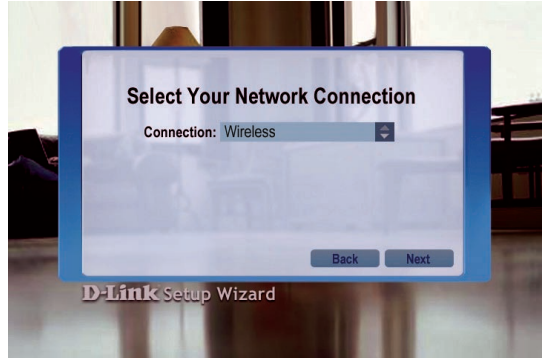 Select Your Network Connection
Connection: Wireless
Back Next
D-Link Setup Wizard